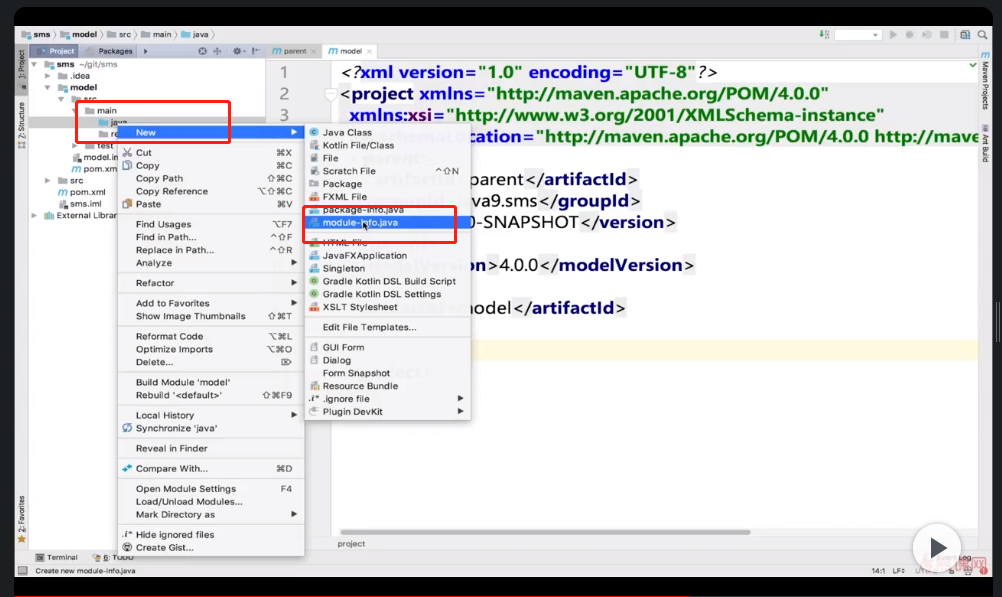 sms
model
src
main
java
Project
Packages
parent
model
1: Project
2: Structure
2: Favorites
Maven Projects
Ant Build
sms ~/git/sms
.idea
model
src
main
java
test
pom.xml
src
pom.xml
sms.iml
1
2
3
<?xml version="1.0" encoding="UTF-8"?>
<project xmlns="http://maven.apache.org/POM/4.0.0"
xmlns:xsi="http://www.w3.org/2001/XMLSchema-instance"
ocation="http://maven.apache.org/POM/4.0.0 http://mave
parent</artifactId>
va9.sms</groupId>
0-SNAPSHOT</version>
on>4.0.0</modelVersion>
model</artifactId>
New
Cut ⌘X
Copy ⌘C
Copy Path ⇧⌘C
Copy Reference ⌥⇧⌘C
Paste ⌘V
Find Usages ⌥F7
Find in Path... ^⇧F
Replace in Path... ^⇧R
Analyze
Refactor
Add to Favorites
Show Image Thumbnails ⇧⌘T
Reformat Code ⌥⌘L
Optimize Imports ⌥⌘O
Delete... ⌦
Build Module 'model'
Rebuild '<default>' ⇧⌘F9
Local History
Synchronize 'java'
Reveal in Finder
Compare With... ⌘D
Open Module Settings F4
Load/Unload Modules...
Mark Directory as
Hide ignored files
Create Gist...
Java Class
Kotlin File/Class
File
Scratch File ^⇧N
Package
FXML File
package-info.java
module-info.java
HTML File
JavaFXApplication
Singleton
Gradle Kotlin DSL Build Script
Gradle Kotlin DSL Settings
XSLT Stylesheet
Edit File Templates...
GUI Form
Dialog
Form Snapshot
Resource Bundle
.ignore file
Plugin DevKit
project
Terminal
6: TODO
Create new module-info.java
14:1
LF